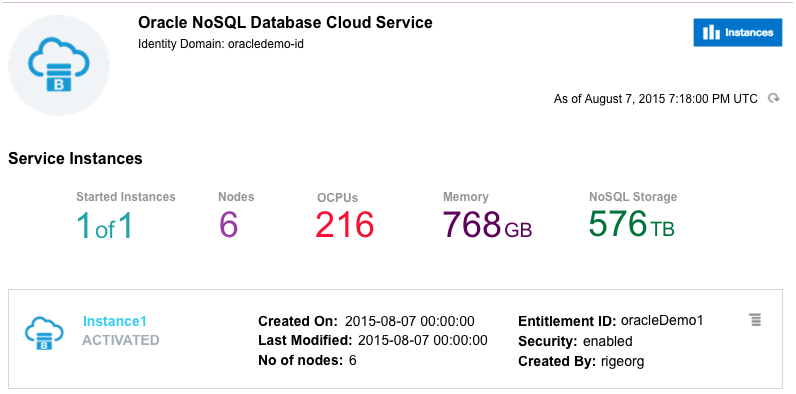 Oracle NoSQL Database Cloud Service
Identity Domain: oracledemo-id
Instances
As of August 7, 2015 7:18:00 PM UTC
Service Instances
Started Instances Nodes OCPUs Memory NoSQL Storage
1 of 1 6 216 768 GB 576 TB
B
Instance1
ACTIVATED
Created On: 2015-08-07 00:00:00
Last Modified: 2015-08-07 00:00:00
No of nodes: 6
Entitlement ID: oracleDemo1
Security: enabled
Created By: rigeorg
B